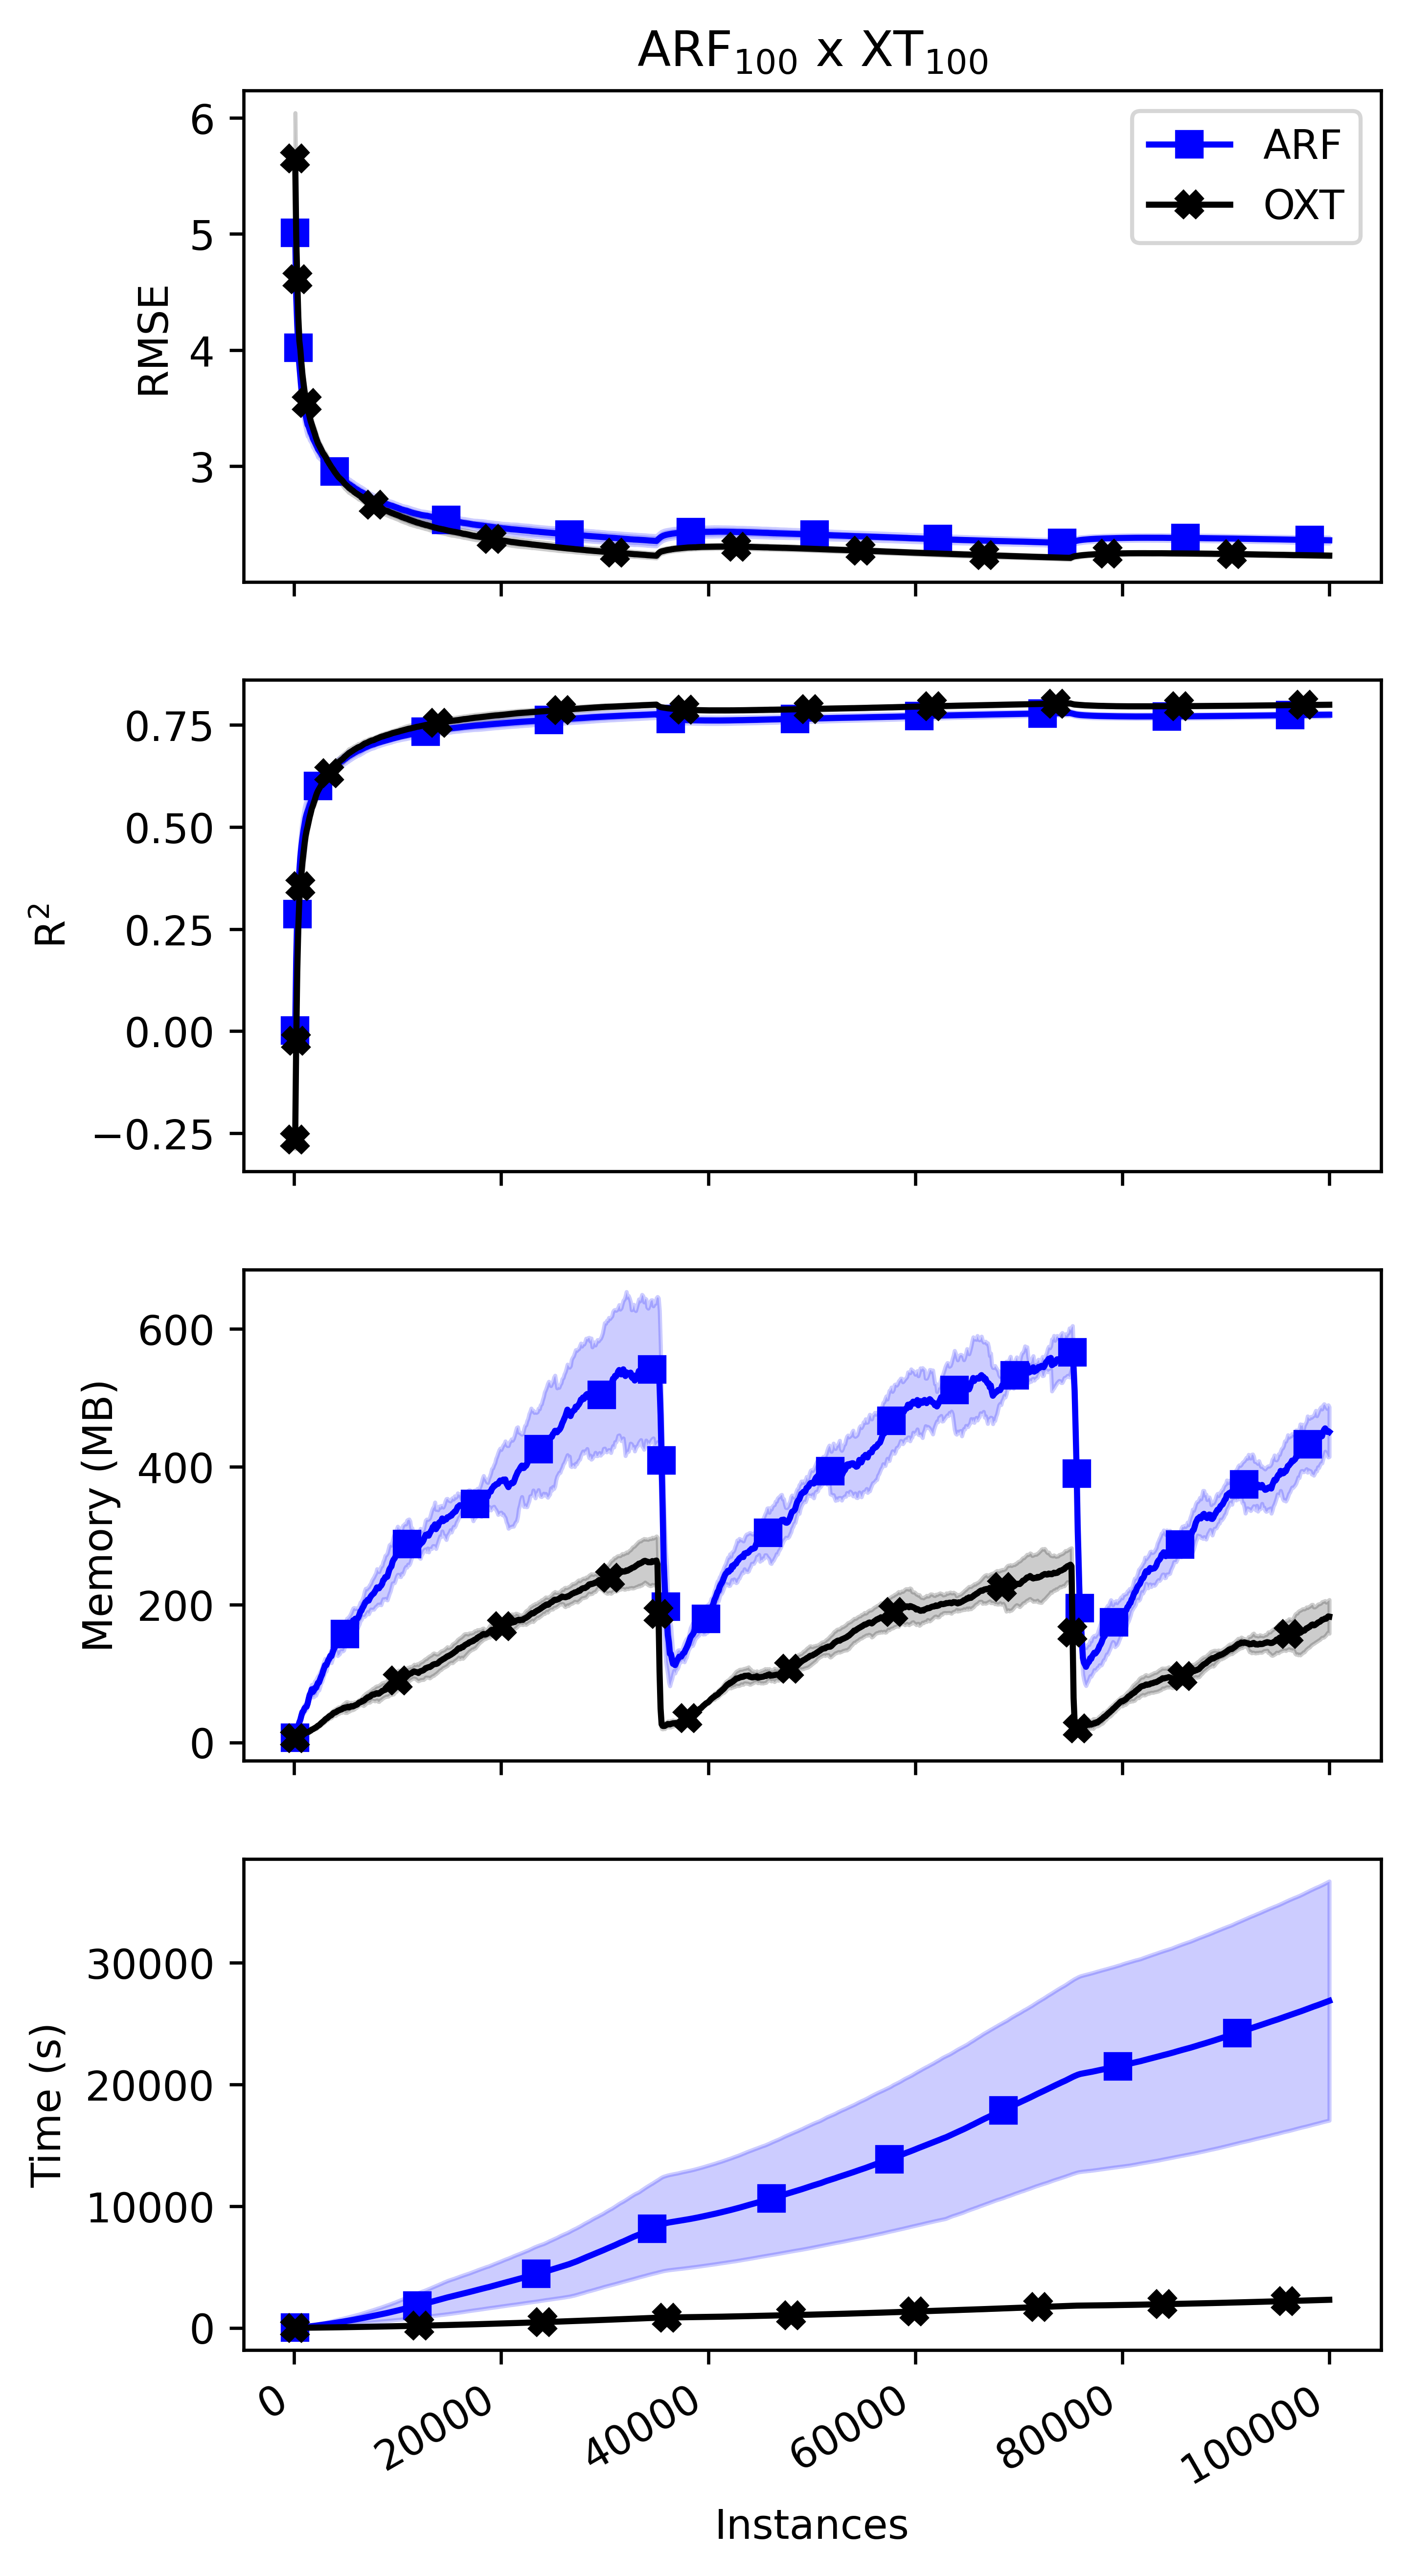 ARF₁₀₀ x XT₁₀₀
6
5
4
3
RMSE
ARF
OXT
0.75
0.50
0.25
0.00
−0.25
R²
600
400
200
0
Memory (MB)
30000
20000
10000
0
Time (s)
0
20000
40000
60000
80000
100000
Instances